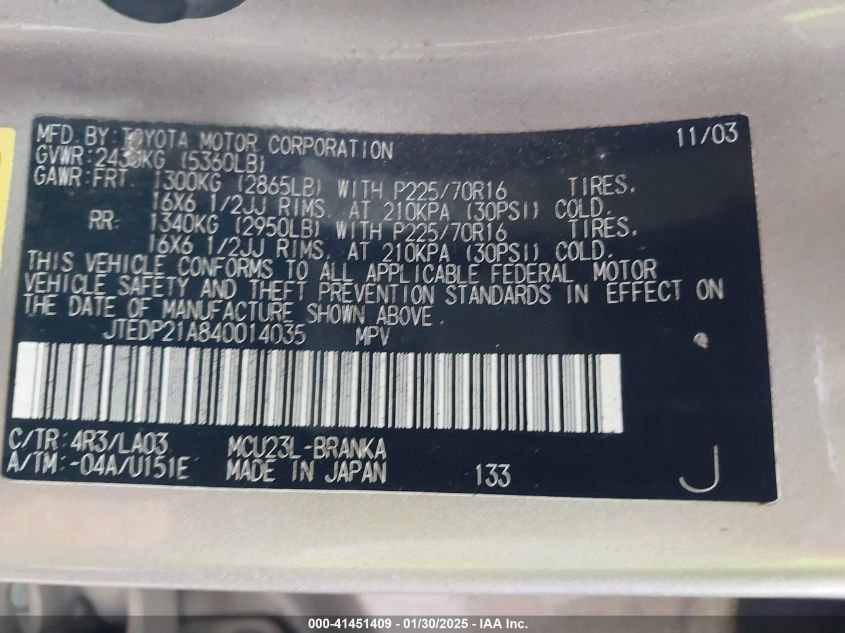 MFD. BY: TOYOTA MOTOR CORPORATION 11/03
GVWR: 2430KG (5360LB)
GAWR: FRT. 1300KG (2865LB) WITH P225/70R16 TIRES,
16X6 1/2JJ RIMS, AT 210KPA (30PSI) COLD.
RR. 1340KG (2950LB) WITH P225/70R16 TIRES,
16X6 1/2JJ RIMS, AT 210KPA (30PSI) COLD.
THIS VEHICLE CONFORMS TO ALL APPLICABLE FEDERAL MOTOR
VEHICLE SAFETY AND THEFT PREVENTION STANDARDS IN EFFECT ON
THE DATE OF MANUFACTURE SHOWN ABOVE.
JTEDP21A840014035 MPV
C/TR: 4R3/LA03 MCU23L-BRANKA
A/TM: -04A/U151E MADE IN JAPAN 133 J
000-41451409 - 01/30/2025 - IAA Inc.